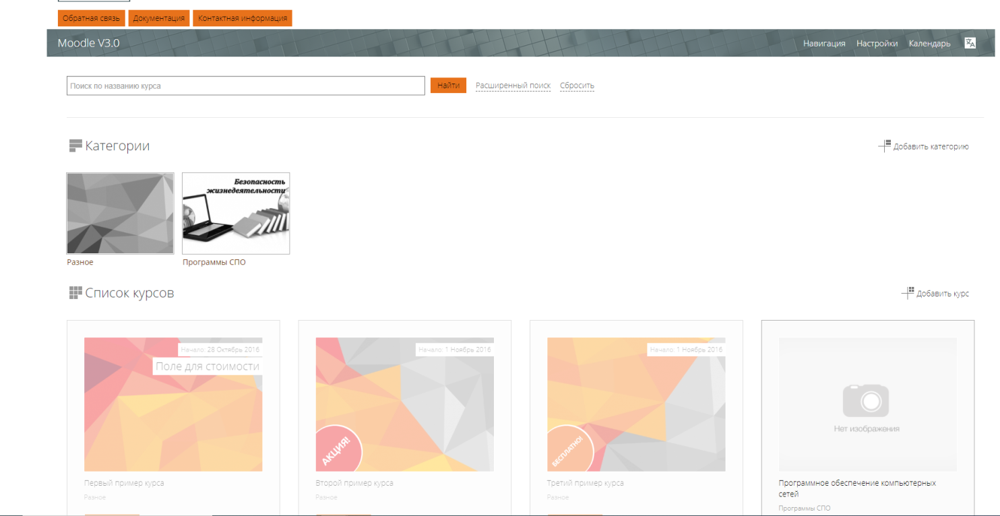 Обратная связь
Документация
Контактная информация
Moodle V3.0
Навигация
Настройки
Календарь
Поиск по названию курса
Найти
Расширенный поиск
Сбросить
Категории
Добавить категорию
Безопасность
жизнедеятельности
Разное
Программы СПО
Список курсов
Добавить курс
Начало: 28 Октябрь 2016
Поле для стоимости
Первый пример курса
Разное
Начало: 1 Ноябрь 2016
АКЦИЯ!
Второй пример курса
Разное
Начало: 1 Ноябрь 2016
БЕСПЛАТНО!
Третий пример курса
Разное
Нет изображения
Программное обеспечение компьютерных
сетей
Программы СПО